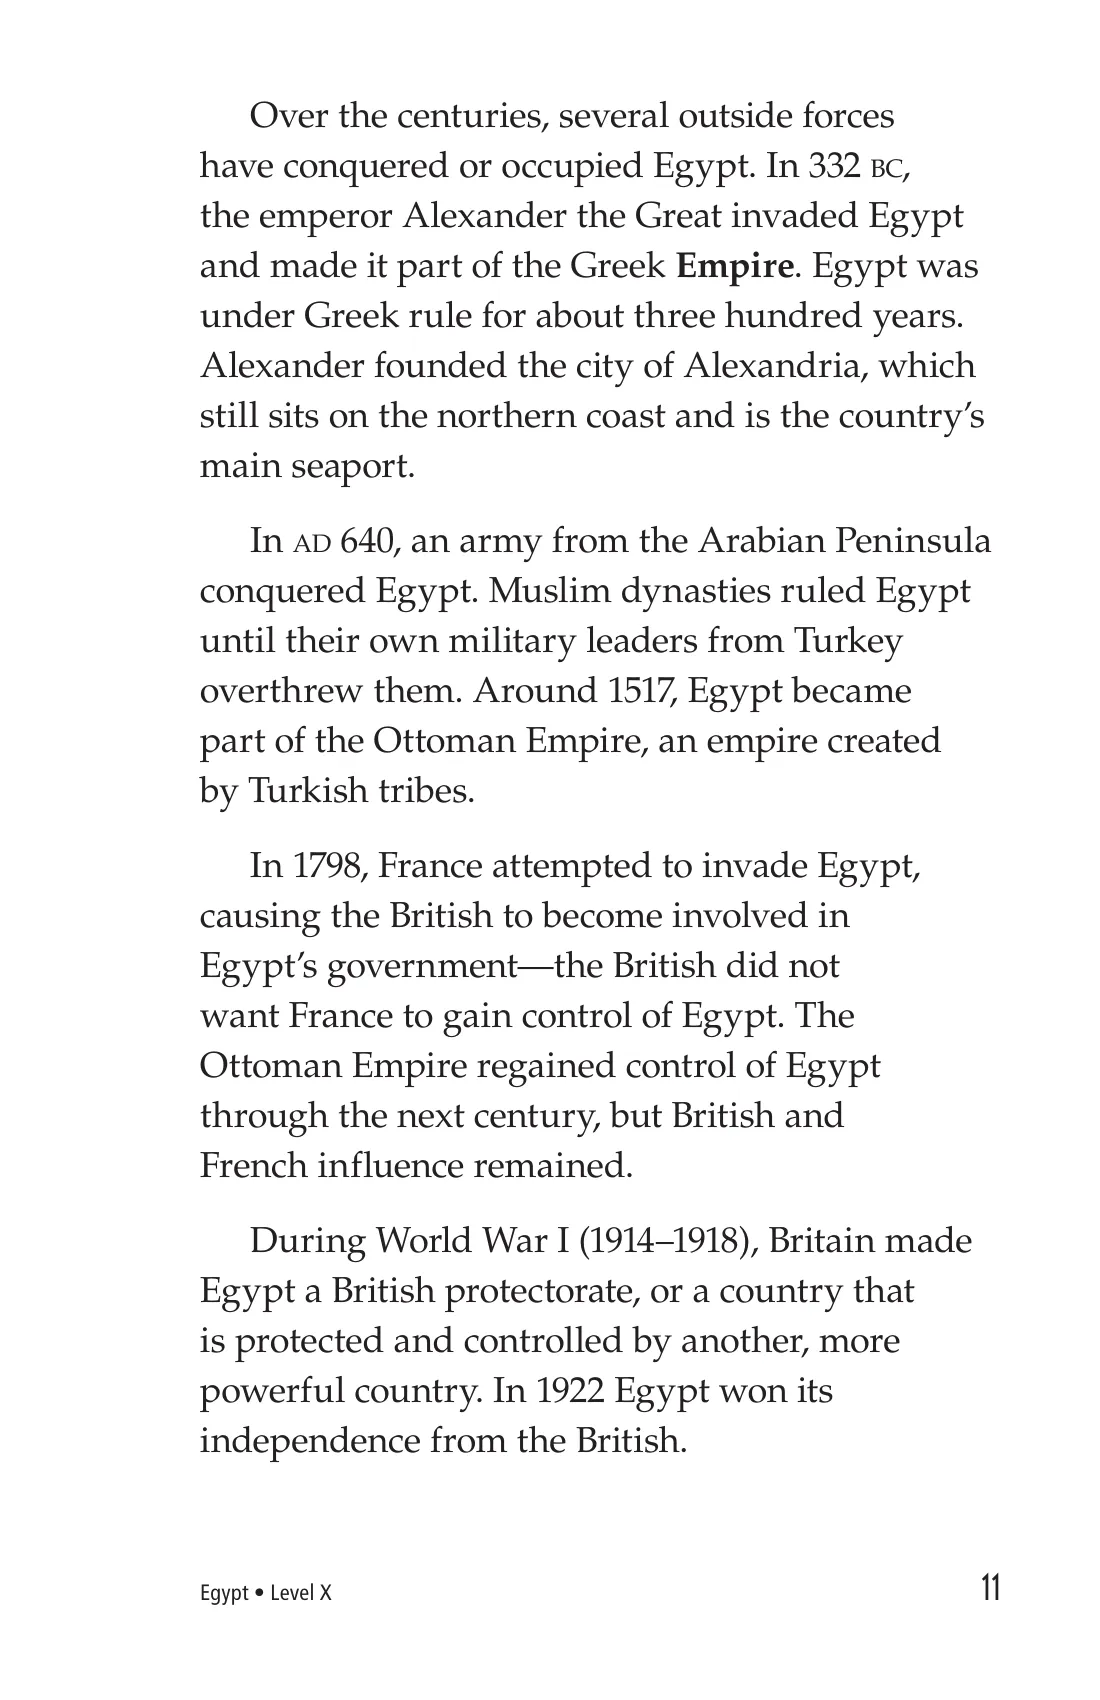 Over the centuries, several outside forces
have conquered or occupied Egypt. In 332 BC,
the emperor Alexander the Great invaded Egypt
and made it part of the Greek Empire. Egypt was
under Greek rule for about three hundred years.
Alexander founded the city of Alexandria, which
still sits on the northern coast and is the country’s
main seaport.
In AD 640, an army from the Arabian Peninsula
conquered Egypt. Muslim dynasties ruled Egypt
until their own military leaders from Turkey
overthrew them. Around 1517, Egypt became
part of the Ottoman Empire, an empire created
by Turkish tribes.
In 1798, France attempted to invade Egypt,
causing the British to become involved in
Egypt’s government—the British did not
want France to gain control of Egypt. The
Ottoman Empire regained control of Egypt
through the next century, but British and
French influence remained.
During World War I (1914–1918), Britain made
Egypt a British protectorate, or a country that
is protected and controlled by another, more
powerful country. In 1922 Egypt won its
independence from the British.
Egypt • Level X
11